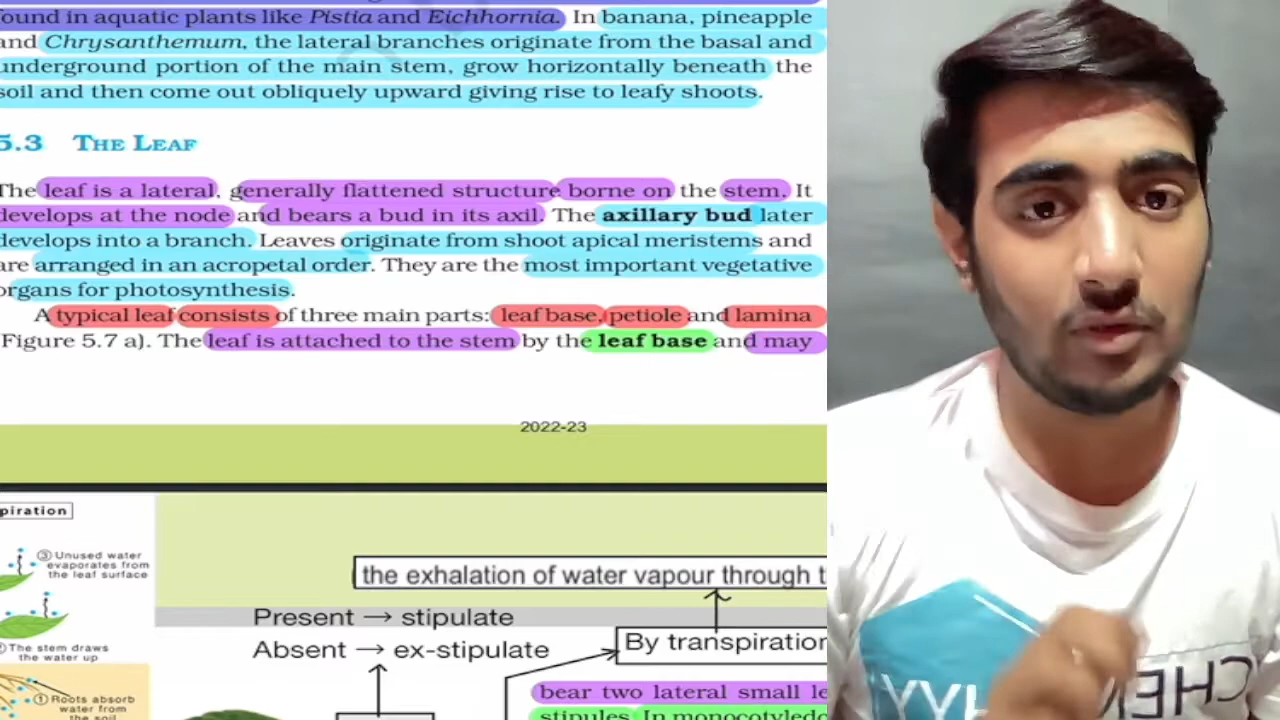 found in aquatic plants like Pistia and Eichhornia. In banana, pineapple
and Chrysanthemum, the lateral branches originate from the basal and
underground portion of the main stem, grow horizontally beneath the
soil and then come out obliquely upward giving rise to leafy shoots.
5.3 THE LEAF
The leaf is a lateral, generally flattened structure borne on the stem. It
develops at the node and bears a bud in its axil. The axillary bud later
develops into a branch. Leaves originate from shoot apical meristems and
are arranged in an acropetal order. They are the most important vegetative
organs for photosynthesis.
A typical leaf consists of three main parts: leaf base, petiole and lamina
Figure 5.7 a). The leaf is attached to the stem by the leaf base and may
2022-23
piration
③ Unused water
evaporates from
the leaf surface
② The stem draws
the water up
① Roots absorb
water from
the soil
the exhalation of water vapour through t
Present → stipulate
Absent → ex-stipulate
By transpiration
bear two lateral small le
stipules. In monocotyledo